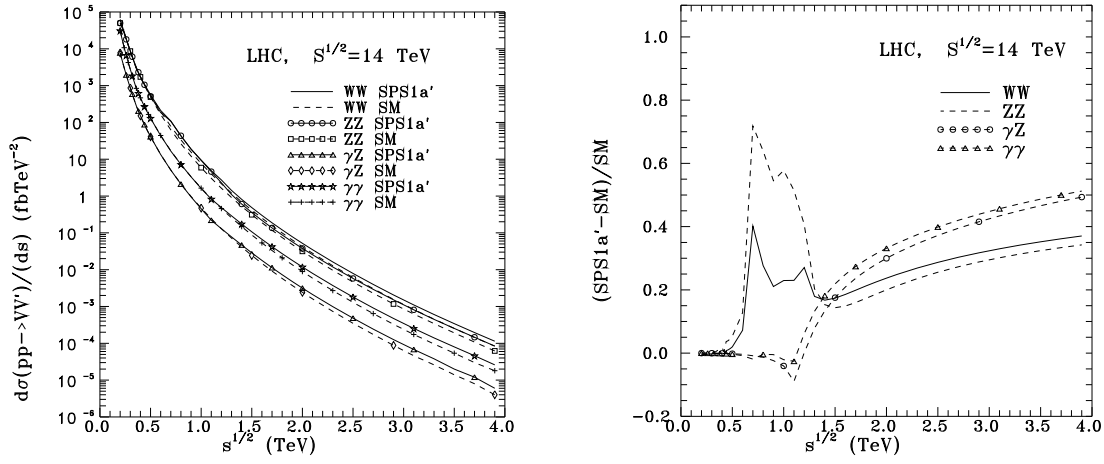 LHC, S^1/2=14 TeV
WW SPS1a'
WW SM
ZZ SPS1a'
ZZ SM
γZ SPS1a'
γZ SM
γγ SPS1a'
γγ SM
dσ(pp->VV')/(ds) (fbTeV^-2)
10^5
10^4
10^3
10^2
10
1
10^-1
10^-2
10^-3
10^-4
10^-5
10^-6
0.0 0.5 1.0 1.5 2.0 2.5 3.0 3.5 4.0
s^1/2 (TeV)
LHC, S^1/2=14 TeV
WW
ZZ
γZ
γγ
(SPS1a'-SM)/SM
1.0
0.8
0.6
0.4
0.2
0.0
-0.2
0.0 0.5 1.0 1.5 2.0 2.5 3.0 3.5 4.0
s^1/2 (TeV)